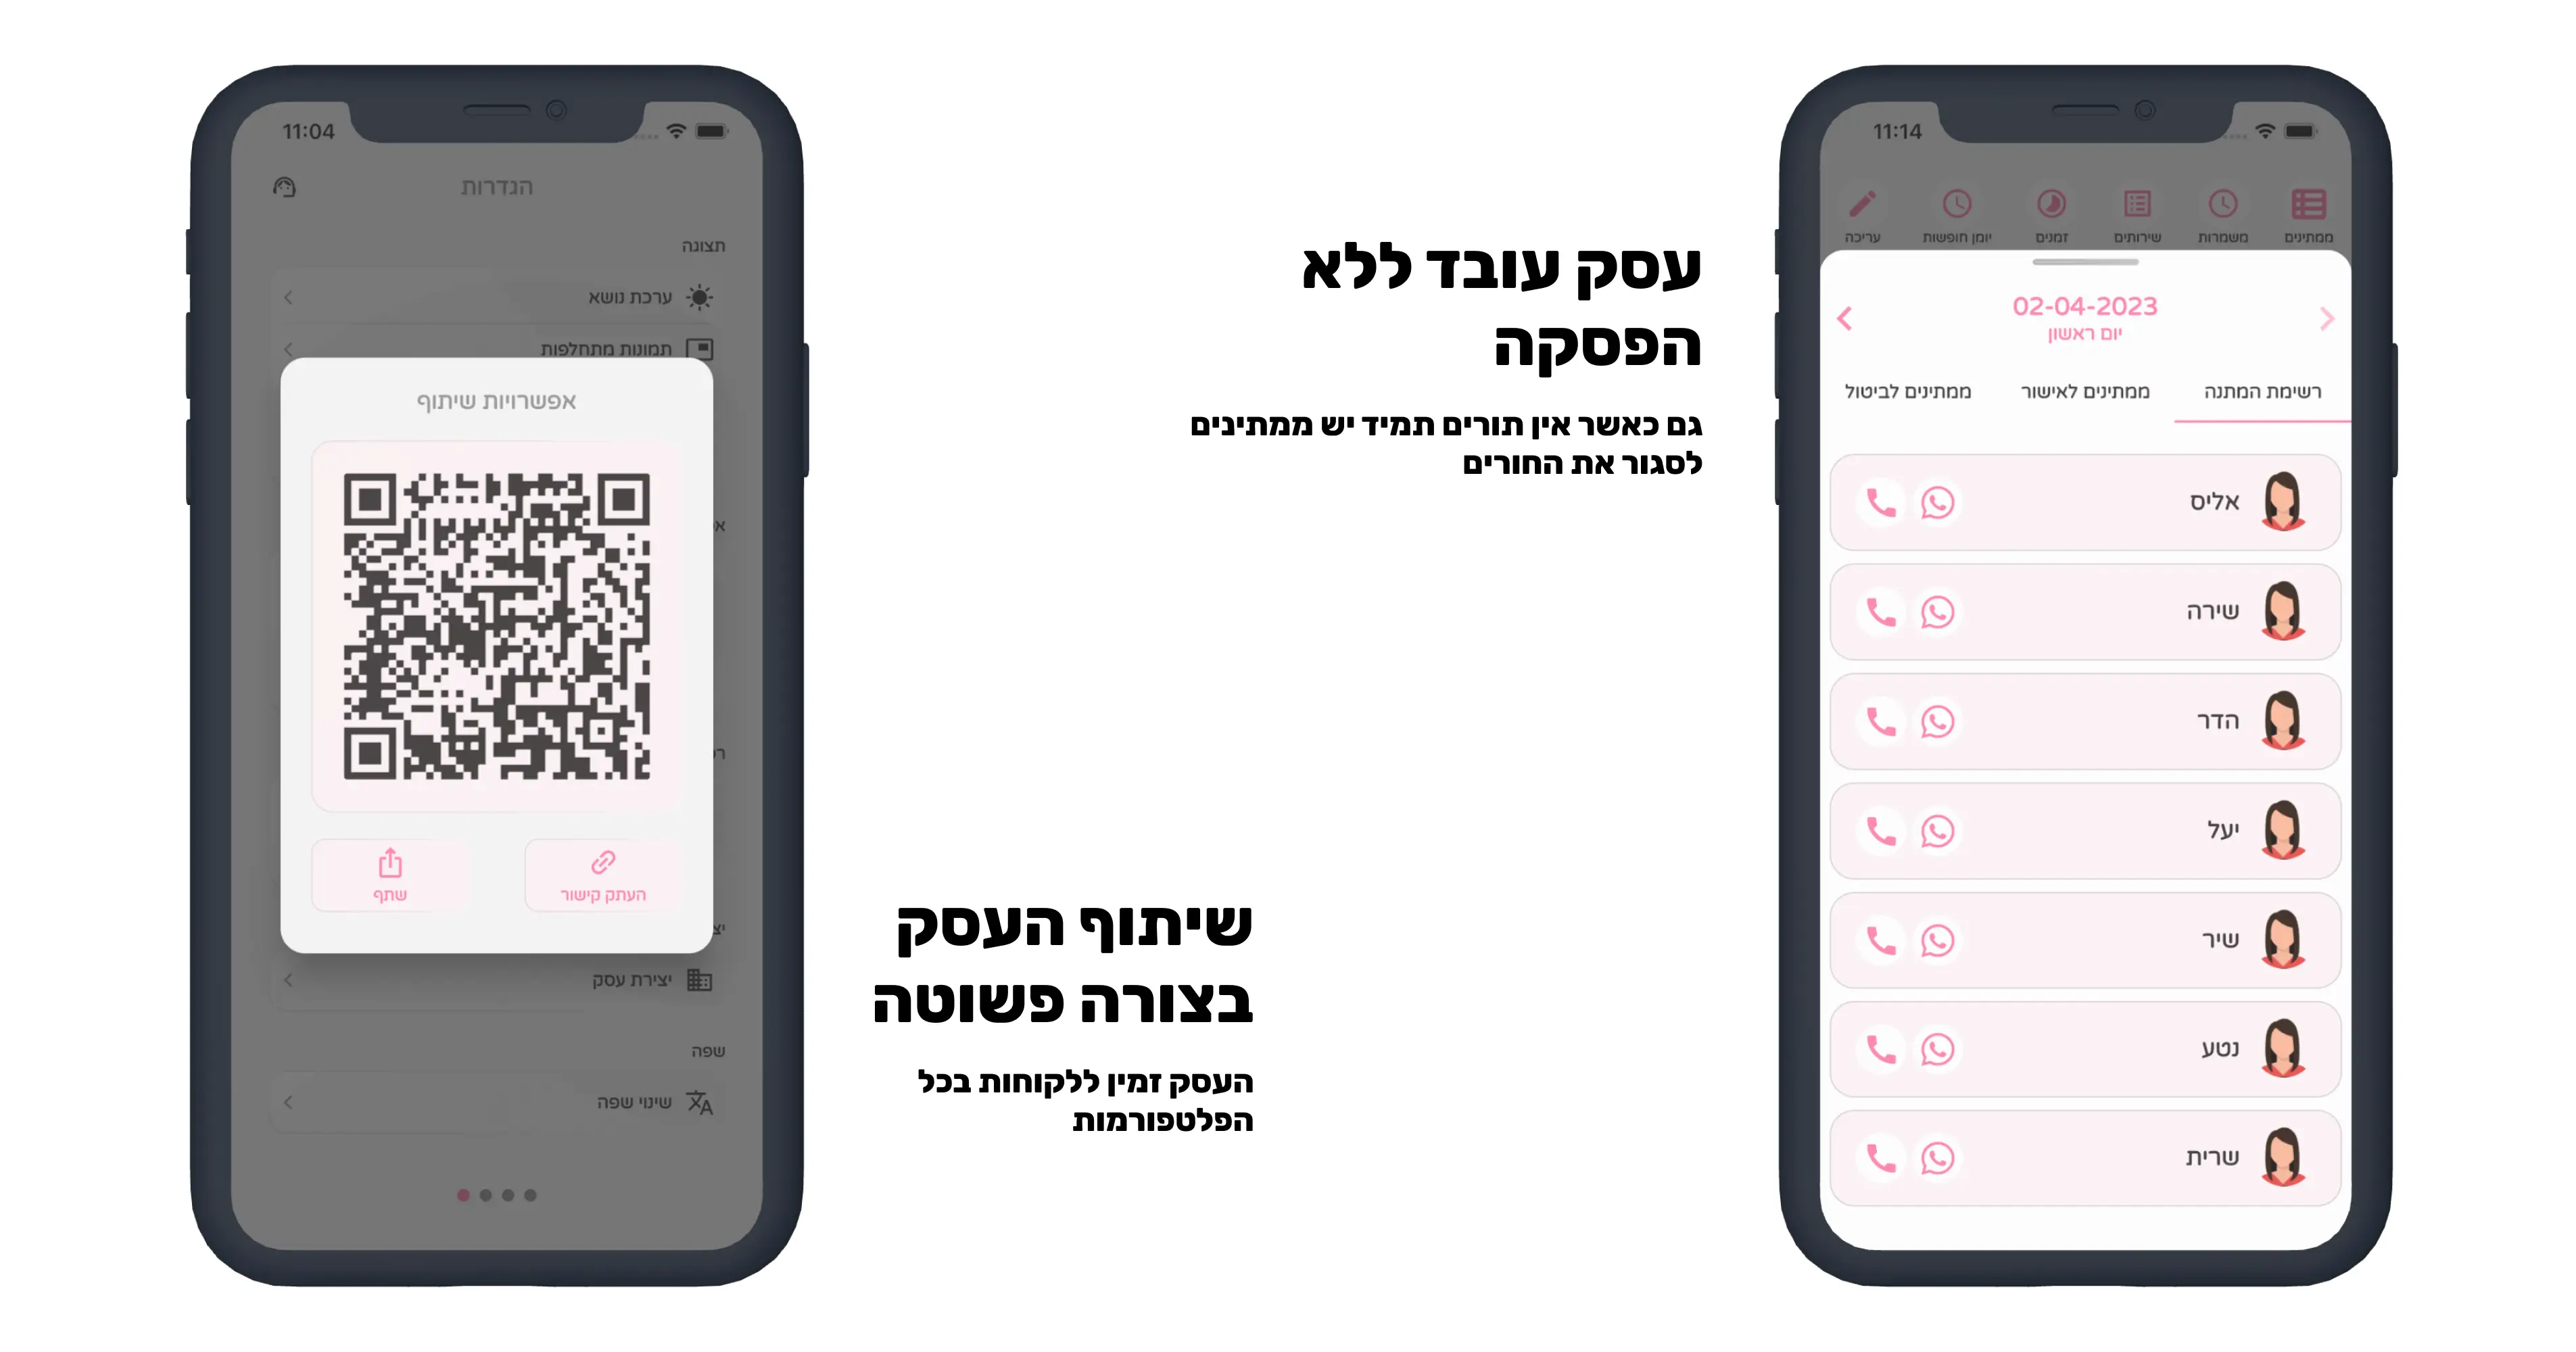 11:14
ממתינים משמרות שירותים זמנים יומן חופשות עריכה
02-04-2023
יום ראשון
רשימת המתנה ממתינים לאישור ממתינים לביטול
אליס
שירה
הדר
יעל
שיר
נטע
שרית
עסק עובד ללא
הפסקה
גם כאשר אין תורים תמיד יש ממתינים
לסגור את החורים
שיתוף העסק
בצורה פשוטה
העסק זמין ללקוחות בכל
הפלטפורמות
11:04
הגדרות
תצוגה
ערכת נושא
תמונות מתחלפות
אפשרויות שיתוף
העתק קישור שתף
יצירת עסק
שפה
שינוי שפה